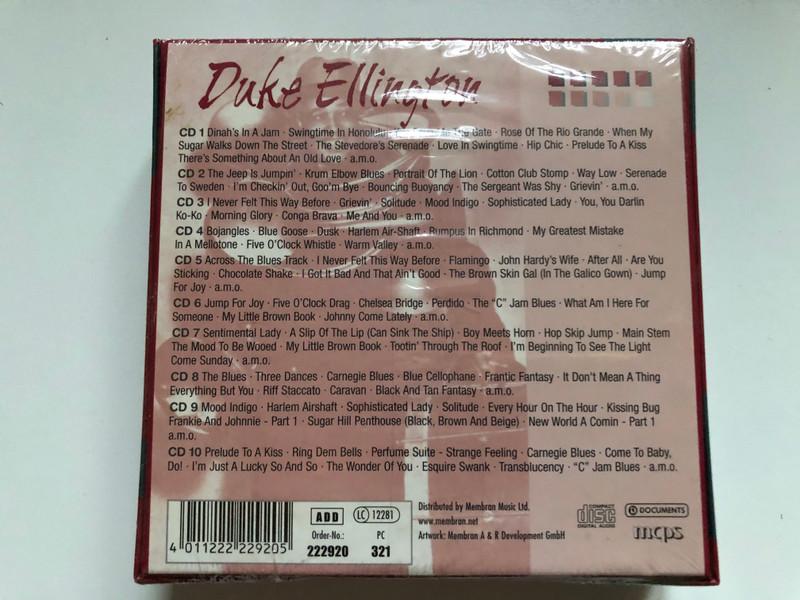 Duke Ellington
CD 1 Dinah's In A Jam · Swingtime In Honolulu · The Gate · Rose Of The Rio Grande · When My
Sugar Walks Down The Street · The Stevedore's Serenade · Love In Swingtime · Hip Chic · Prelude To A Kiss
There's Something About An Old Love · a.m.o.
CD 2 The Jeep Is Jumpin' · Krum Elbow Blues · Portrait Of The Lion · Cotton Club Stomp · Way Low · Serenade
To Sweden · I'm Checkin' Out, Goo'm Bye · Bouncing Buoyancy · The Sergeant Was Shy · Grievin' · a.m.o.
CD 3 I Never Felt This Way Before · Grievin' · Solitude · Mood Indigo · Sophisticated Lady · You, You Darlin
Ko-Ko · Morning Glory · Conga Brava · Me And You · a.m.o.
CD 4 Bojangles · Blue Goose · Dusk · Harlem Air-Shaft · Rumpus In Richmond · My Greatest Mistake
In A Mellotone · Five O'Clock Whistle · Warm Valley · a.m.o.
CD 5 Across The Blues Track · I Never Felt This Way Before · Flamingo · John Hardy's Wife · After All · Are You
Sticking · Chocolate Shake · I Got It Bad And That Ain't Good · The Brown Skin Gal (In The Galico Gown) · Jump
For Joy · a.m.o.
CD 6 Jump For Joy · Five O'Clock Drag · Chelsea Bridge · Perdido · The "C" Jam Blues · What Am I Here For
Someone · My Little Brown Book · Johnny Come Lately · a.m.o.
CD 7 Sentimental Lady · A Slip Of The Lip (Can Sink The Ship) · Boy Meets Horn · Hop Skip Jump · Main Stem
The Mood To Be Wooed · My Little Brown Book · Tootin' Through The Roof · I'm Beginning To See The Light
Come Sunday · a.m.o.
CD 8 The Blues · Three Dances · Carnegie Blues · Blue Cellophane · Frantic Fantasy · It Don't Mean A Thing
Everything But You · Riff Staccato · Caravan · Black And Tan Fantasy · a.m.o.
CD 9 Mood Indigo · Harlem Airshaft · Sophisticated Lady · Solitude · Every Hour On The Hour · Kissing Bug
Frankie And Johnnie - Part 1 · Sugar Hill Penthouse (Black, Brown And Beige) · New World A Comin - Part 1
a.m.o.
CD 10 Prelude To A Kiss · Ring Dem Bells · Perfume Suite - Strange Feeling · Carnegie Blues · Come To Baby,
Do! · I'm Just A Lucky So And So · The Wonder Of You · Esquire Swank · Translucency · "C" Jam Blues · a.m.o.
4 011222 229205
ADD LC 12281
Order-No.: PC
222920 321
Distributed by Membran Music Ltd.
www.membran.net
Artwork: Membran A & R Development GmbH
COMPACT
disc
DIGITAL AUDIO
DOCUMENTS
mcps